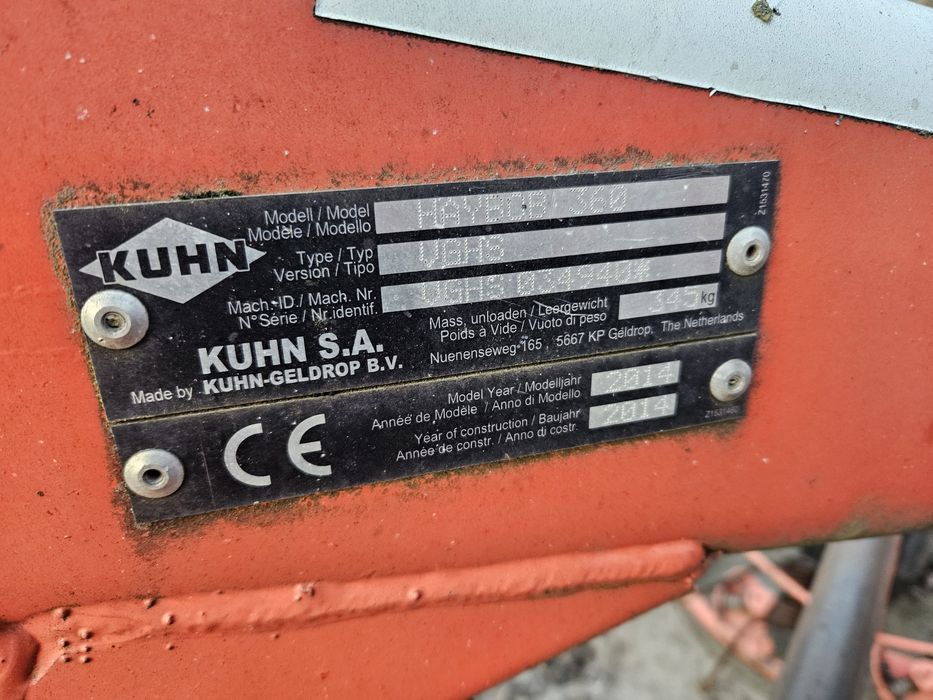 KUHN
Modell / Model
Modèle / Modello
HAYBOB 360
Type / Typ
Version / Tipo
VGHS
Mach.-ID./ Mach. Nr.
N°Série / Nr.identif.
VGHS 034940*
Mass, unloaden / Leergewicht
Poids à Vide / Vuoto di peso
345 kg
KUHN S.A.
Nuenenseweg 165 5667 KP Geldrop, The Netherlands
Made by KUHN-GELDROP B.V.
Model Year / Modelljahr
Année de Modèle / Anno di Modello
2014
Year of construction / Baujahr
Année de constr. / Anno di costr.
2014
CE
Z1531470
Z1531460